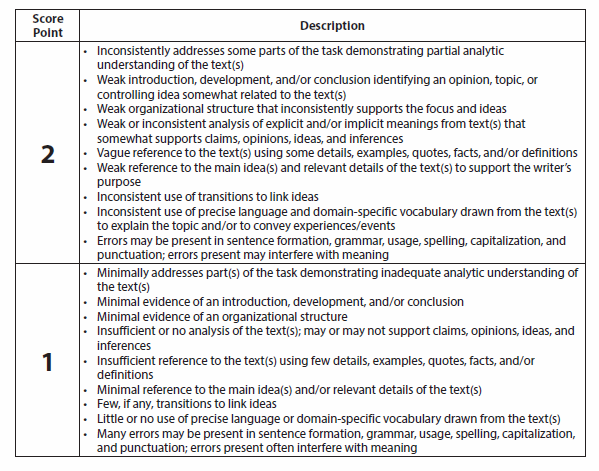 Score
Point
Description
2
• Inconsistently addresses some parts of the task demonstrating partial analytic
understanding of the text(s)
• Weak introduction, development, and/or conclusion identifying an opinion, topic, or
controlling idea somewhat related to the text(s)
• Weak organizational structure that inconsistently supports the focus and ideas
• Weak or inconsistent analysis of explicit and/or implicit meanings from text(s) that
somewhat supports claims, opinions, ideas, and inferences
• Vague reference to the text(s) using some details, examples, quotes, facts, and/or definitions
• Weak reference to the main idea(s) and relevant details of the text(s) to support the writer's
purpose
• Inconsistent use of transitions to link ideas
• Inconsistent use of precise language and domain-specific vocabulary drawn from the text(s)
to explain the topic and/or to convey experiences/events
• Errors may be present in sentence formation, grammar, usage, spelling, capitalization, and
punctuation; errors present may interfere with meaning
1
• Minimally addresses part(s) of the task demonstrating inadequate analytic understanding of
the text(s)
• Minimal evidence of an introduction, development, and/or conclusion
• Minimal evidence of an organizational structure
• Insufficient or no analysis of the text(s); may or may not support claims, opinions, ideas, and
inferences
• Insufficient reference to the text(s) using few details, examples, quotes, facts, and/or
definitions
• Minimal reference to the main idea(s) and/or relevant details of the text(s)
• Few, if any, transitions to link ideas
• Little or no use of precise language or domain-specific vocabulary drawn from the text(s)
• Many errors may be present in sentence formation, grammar, usage, spelling, capitalization,
and punctuation; errors present often interfere with meaning